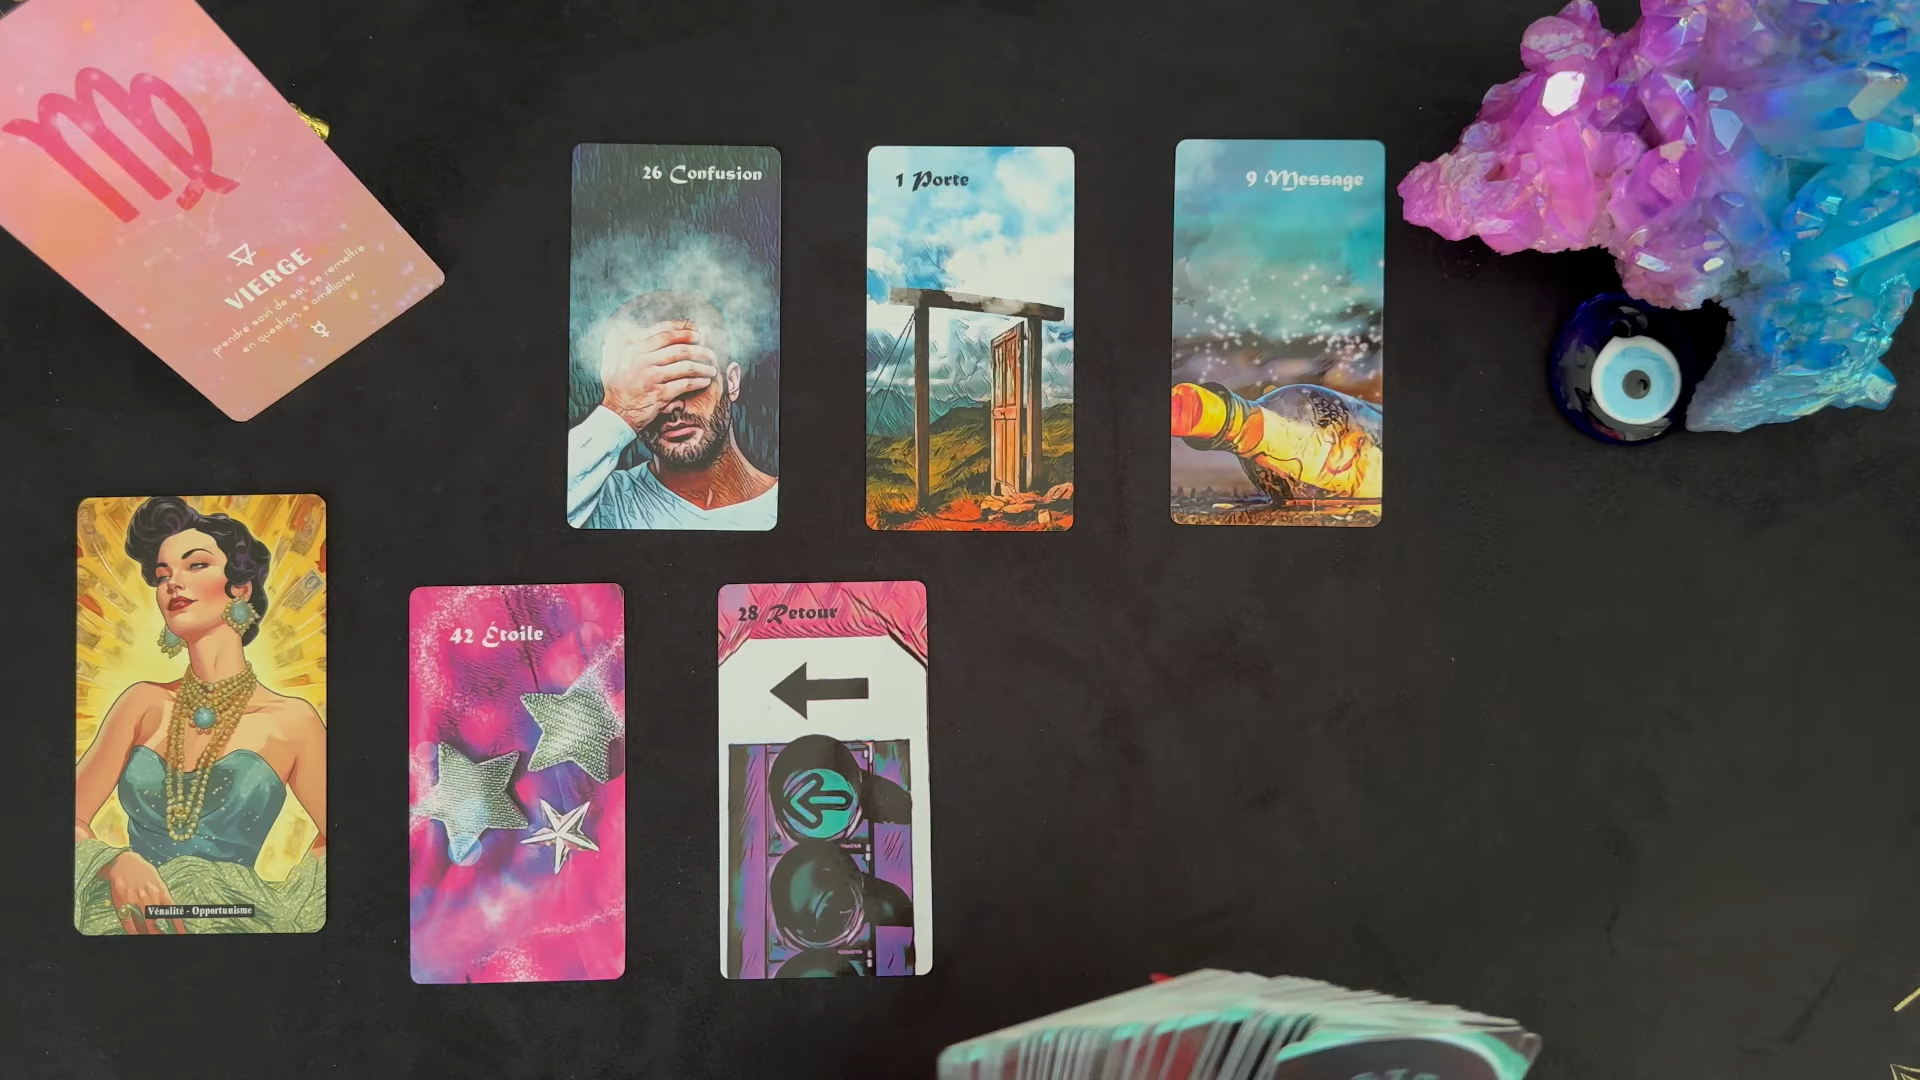 VIERGE
prendre soin de soi, se remettre
en question, s'améliorer
26 Confusion
1 Porte
9 Message
Vénalité - Opportunisme
42 Étoile
28 Retour